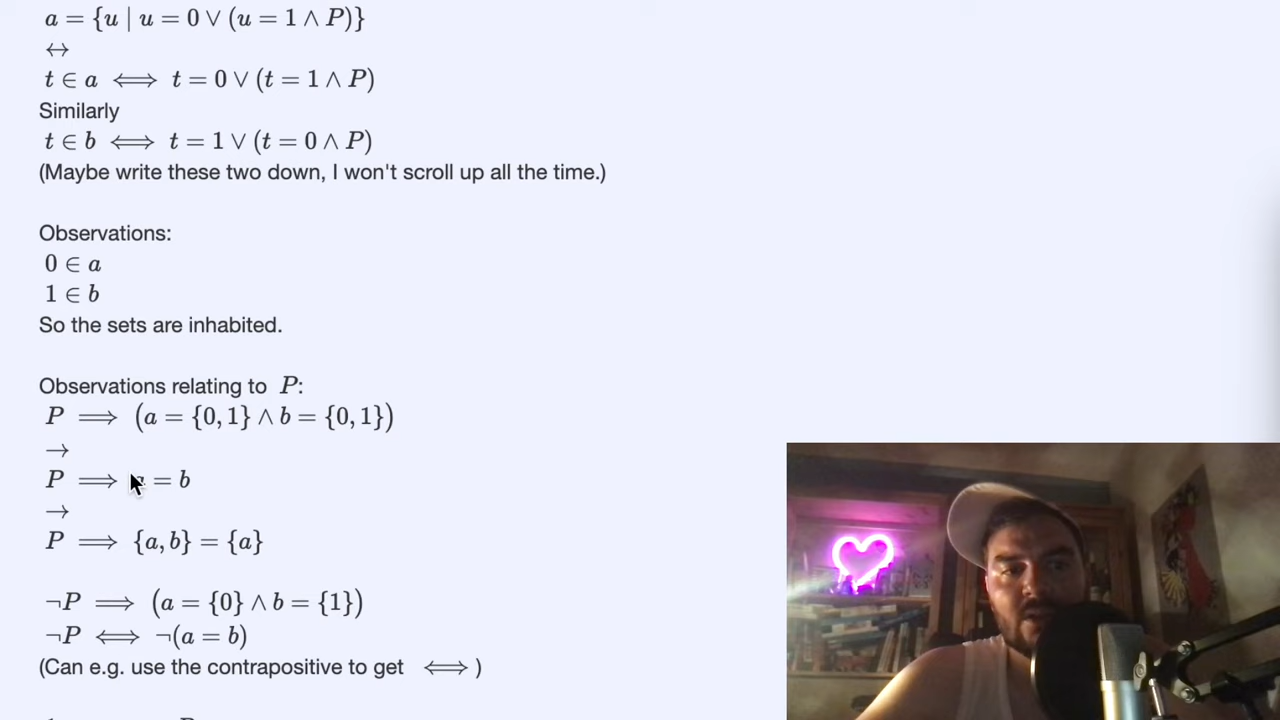 a = {u | u = 0 ∨ (u = 1 ∧ P)}
↔
t ∈ a ⟺ t = 0 ∨ (t = 1 ∧ P)
Similarly
t ∈ b ⟺ t = 1 ∨ (t = 0 ∧ P)
(Maybe write these two down, I won't scroll up all the time.)
Observations:
0 ∈ a
1 ∈ b
So the sets are inhabited.
Observations relating to P:
P ⟹ (a = {0, 1} ∧ b = {0, 1})
→
P ⟹ = b
→
P ⟹ {a, b} = {a}
¬P ⟹ (a = {0} ∧ b = {1})
¬P ⟺ ¬(a = b)
(Can e.g. use the contrapositive to get ⟺ )